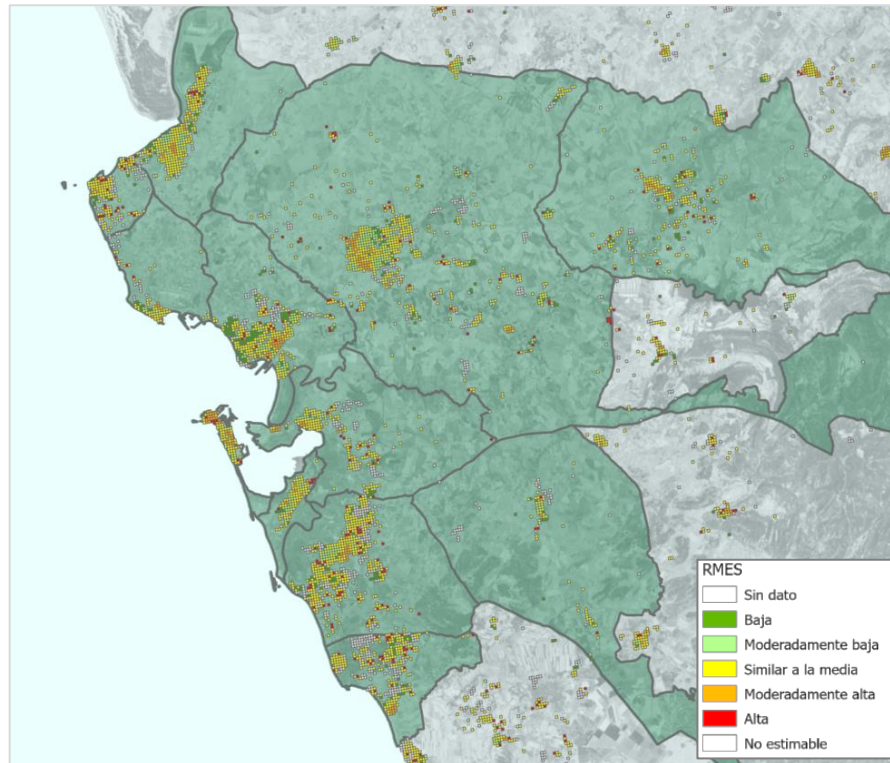 RMES
Sin dato
Baja
Moderadamente baja
Similar a la media
Moderadamente alta
Alta
No estimable